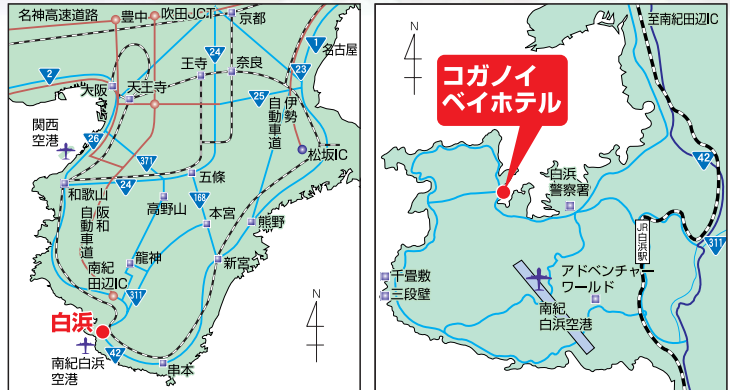 名神高速道路
豊中
吹田JCT
京都
24
1
名古屋
2
王寺
奈良
23
大阪
天王寺
25
伊勢
自動車道
関西
空港
26
371
松坂IC
24
五條
和歌山
168
阪和
自動車道
高野山
本宮
熊野
龍神
南紀
田辺IC
新宮
311
白浜
N
42
南紀白浜
空港
串本
N
至南紀田辺IC
コガノイ
ベイホテル
42
白浜
警察署
JR
白浜
駅
311
千畳敷
三段壁
アドベンチャー
ワールド
南紀
白浜空港